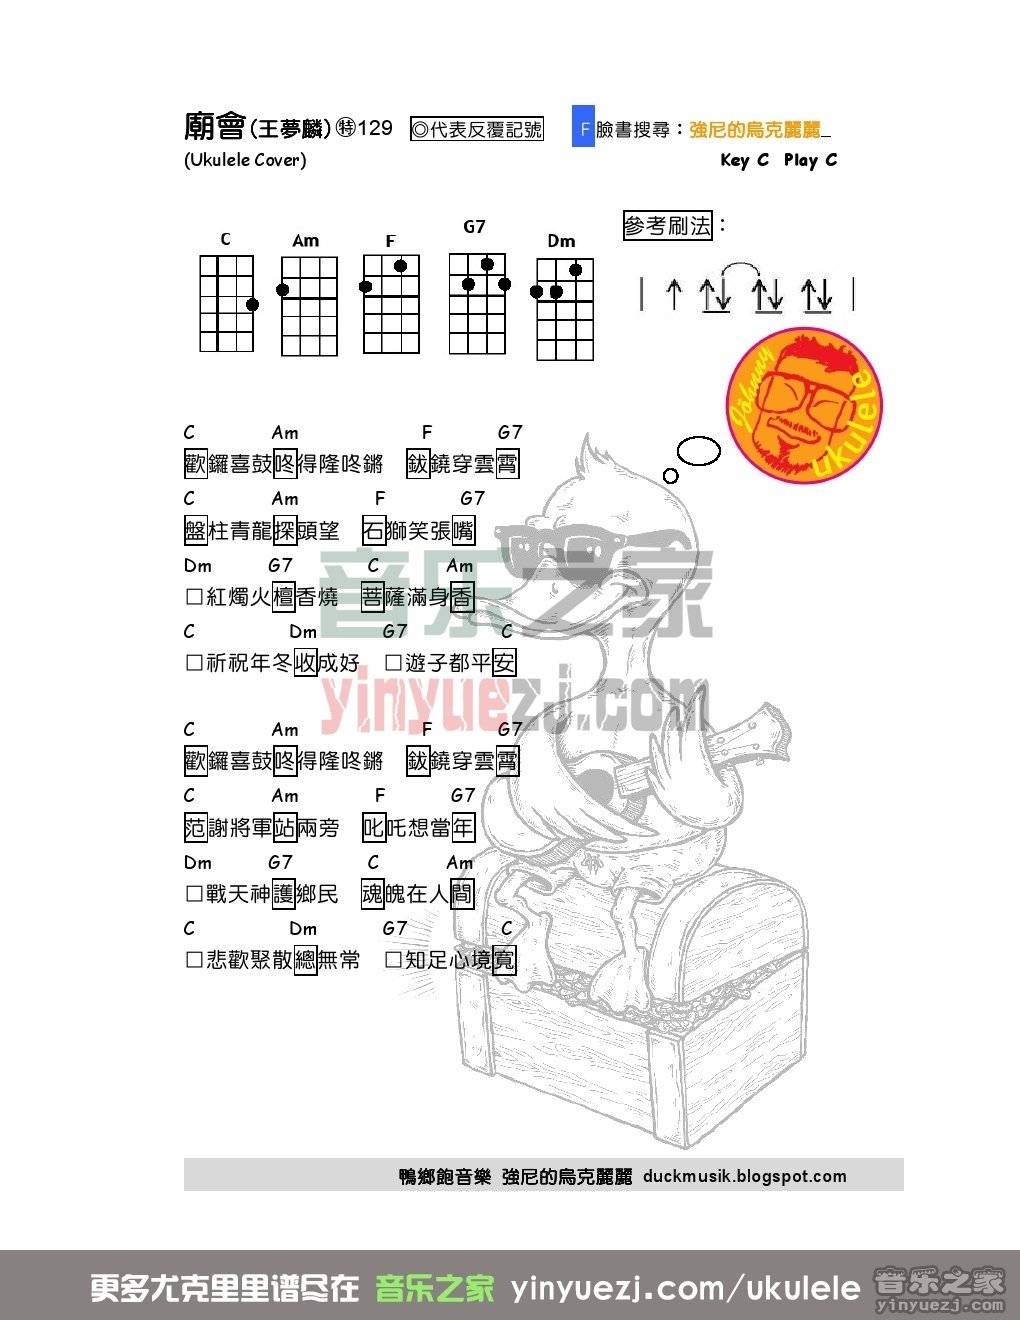 廟會(王夢麟)㊕129 ◎代表反覆記號 F 臉書搜尋：強尼的烏克麗麗_
(Ukulele Cover) Key C Play C
C Am F G7 Dm 參考刷法：
Jöhnny ukulele
C Am F G7
歡鑼喜鼓咚得隆咚鏘 鈸鐃穿雲霄
C Am F G7
盤柱青龍探頭望 石獅笑張嘴
Dm G7 C Am
□紅燭火檀香燒 菩薩滿身香
C Dm G7 C
□祈祝年冬收成好 □遊子都平安
音乐之家
yinyuezj.com
C Am F G7
歡鑼喜鼓咚得隆咚鏘 鈸鐃穿雲霄
C Am F G7
范謝將軍站兩旁 叱吒想當年
Dm G7 C Am
□戰天神護鄉民 魂魄在人間
C Dm G7 C
□悲歡聚散總無常 □知足心境寬
鴨鄉飽音樂 強尼的烏克麗麗 duckmusik.blogspot.com
更多尤克里里谱尽在 音乐之家 yinyuezj.com/ukulele
音乐之家
yinyuezj.com